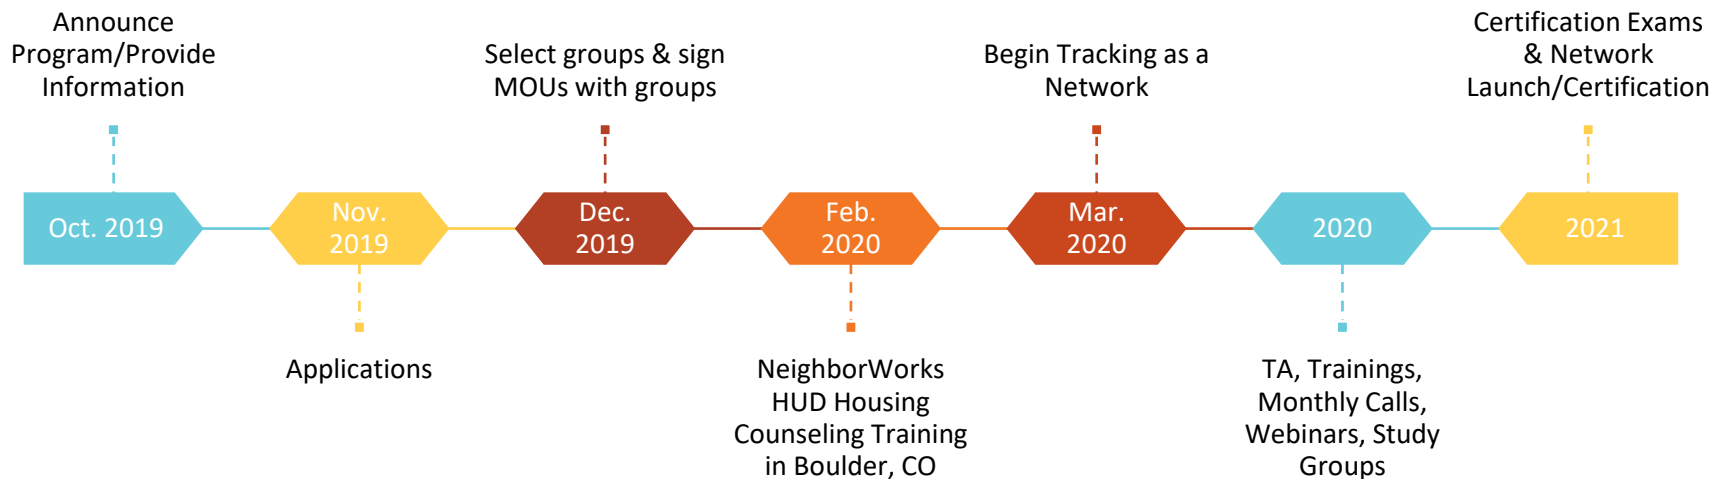 Announce
Program/Provide
Information
Select groups & sign
MOUs with groups
Begin Tracking as a
Network
Certification Exams
& Network
Launch/Certification
Oct. 2019
Nov.
2019
Dec.
2019
Feb.
2020
Mar.
2020
2020
2021
Applications
NeighborWorks
HUD Housing
Counseling Training
in Boulder, CO
TA, Trainings,
Monthly Calls,
Webinars, Study
Groups